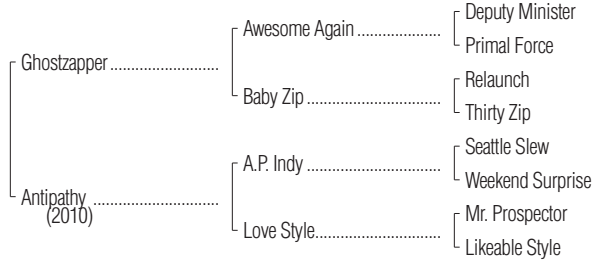 Deputy Minister
Awesome Again ....................
Primal Force
Ghostzapper ..........................
Relaunch
Baby Zip ................................
Thirty Zip
Seattle Slew
A.P. Indy ................................
Weekend Surprise
Antipathy ..............................
(2010)
Mr. Prospector
Love Style..............................
Likeable Style